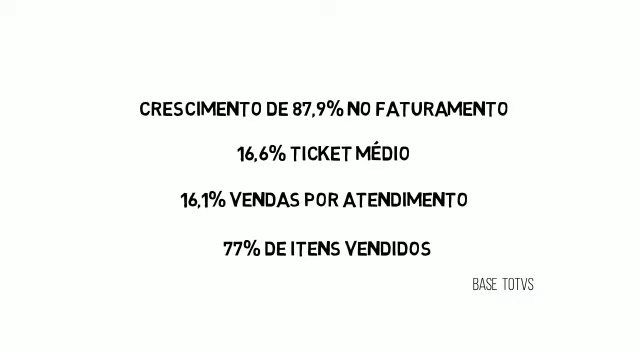 CRESCIMENTO DE 87,9% NO FATURAMENTO
16,6% TICKET MÉDIO
16,1% VENDAS POR ATENDIMENTO
77% DE ITENS VENDIDOS
BASE TOTVS